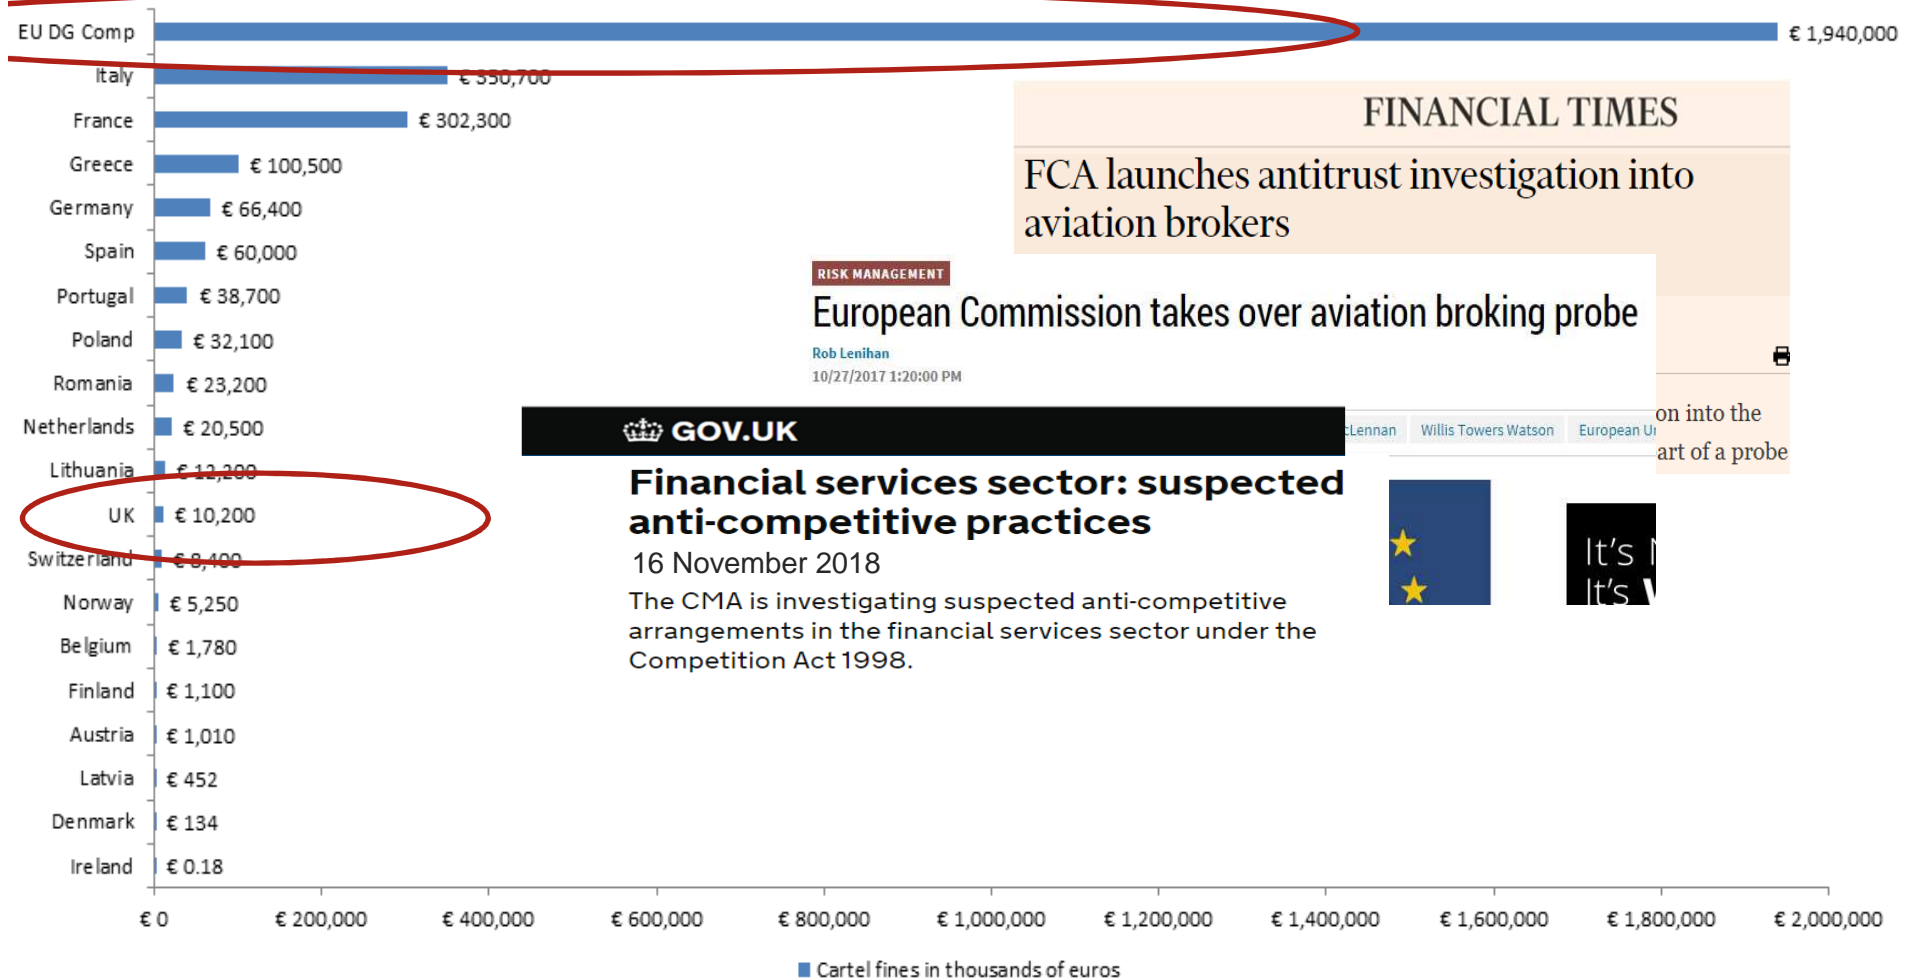 EU DG Comp € 1,940,000
Italy € 350,700
France € 302,300
Greece € 100,500
Germany € 66,400
Spain € 60,000
Portugal € 38,700
Poland € 32,100
Romania € 23,200
Netherlands € 20,500
Lithuania € 12,200
UK € 10,200
Switzerland € 8,400
Norway € 5,250
Belgium € 1,780
Finland € 1,100
Austria € 1,010
Latvia € 452
Denmark € 134
Ireland € 0.18
€ 0 € 200,000 € 400,000 € 600,000 € 800,000 € 1,000,000 € 1,200,000 € 1,400,000 € 1,600,000 € 1,800,000 € 2,000,000
Cartel fines in thousands of euros
FINANCIAL TIMES
FCA launches antitrust investigation into
aviation brokers
on into the
art of a probe
RISK MANAGEMENT
European Commission takes over aviation broking probe
Rob Lenihan
10/27/2017 1:20:00 PM
Lennan Willis Towers Watson European
It's
It's
GOV.UK
Financial services sector: suspected
anti-competitive practices
16 November 2018
The CMA is investigating suspected anti-competitive
arrangements in the financial services sector under the
Competition Act 1998.